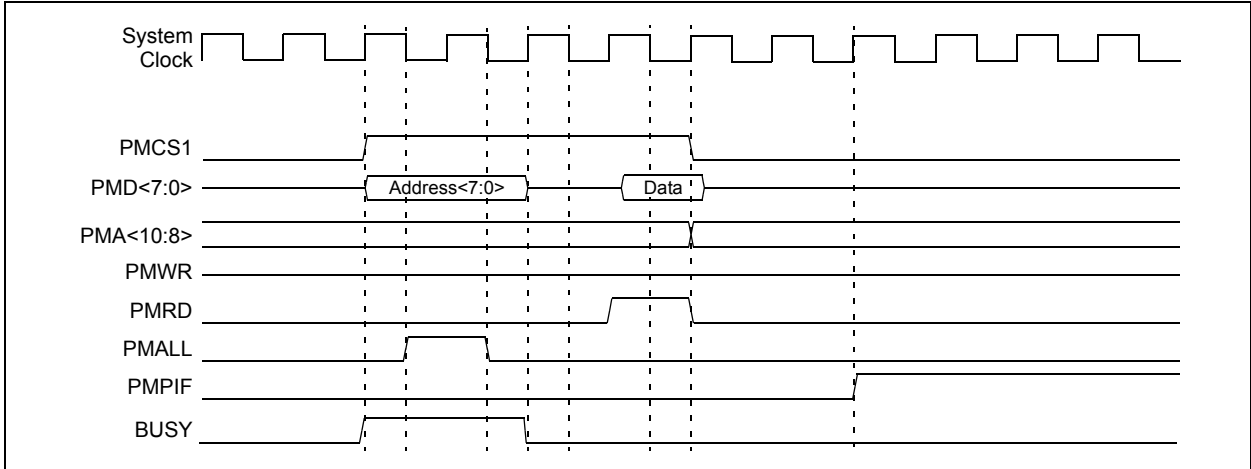 System
Clock
PMCS1
PMD<7:0>
Address<7:0>
Data
PMA<10:8>
PMWR
PMRD
PMALL
PMPIF
BUSY